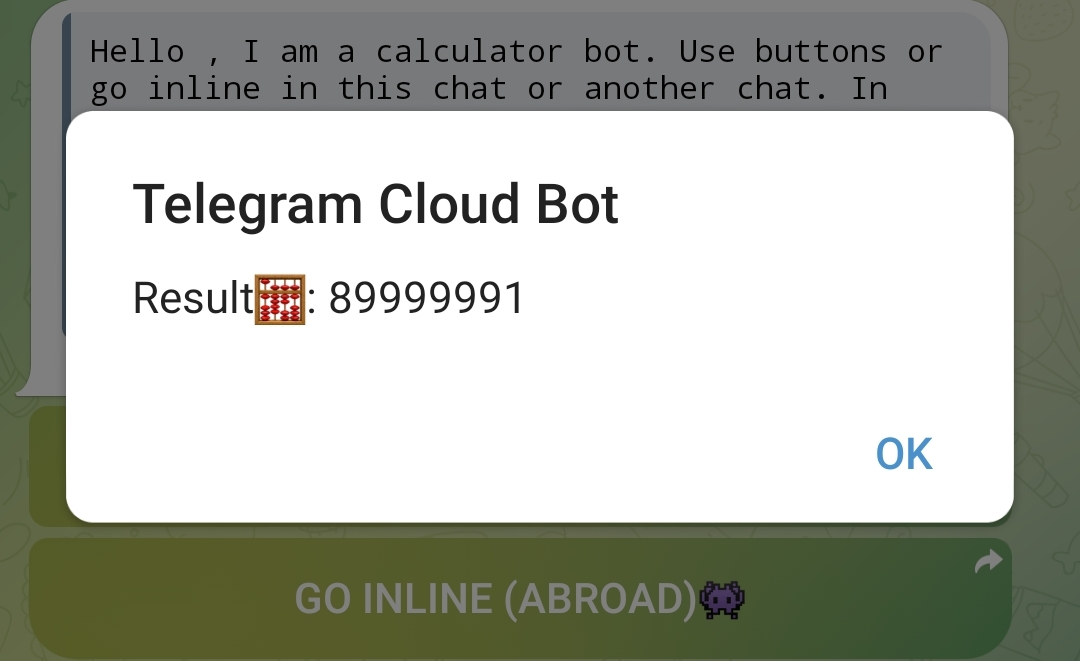 Hello , I am a calculator bot. Use buttons or
go inline in this chat or another chat. In
Telegram Cloud Bot
Result🧮: 89999991
OK
GO INLINE (ABROAD)👾